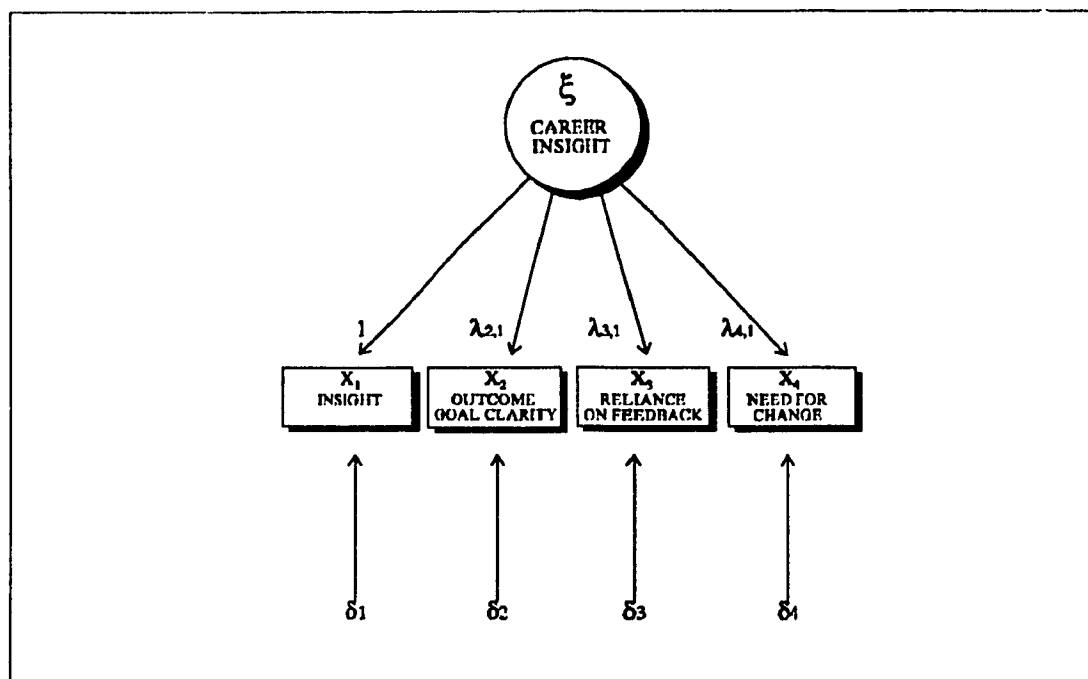 ξ
CAREER
INSIGHT
1 λ2,1 λ3,1 λ4,1
X1 X2 X3 X4
INSIGHT OUTCOME RELIANCE NEED FOR
GOAL CLARITY ON FEEDBACK CHANGE
δ1 δ2 δ3 δ4